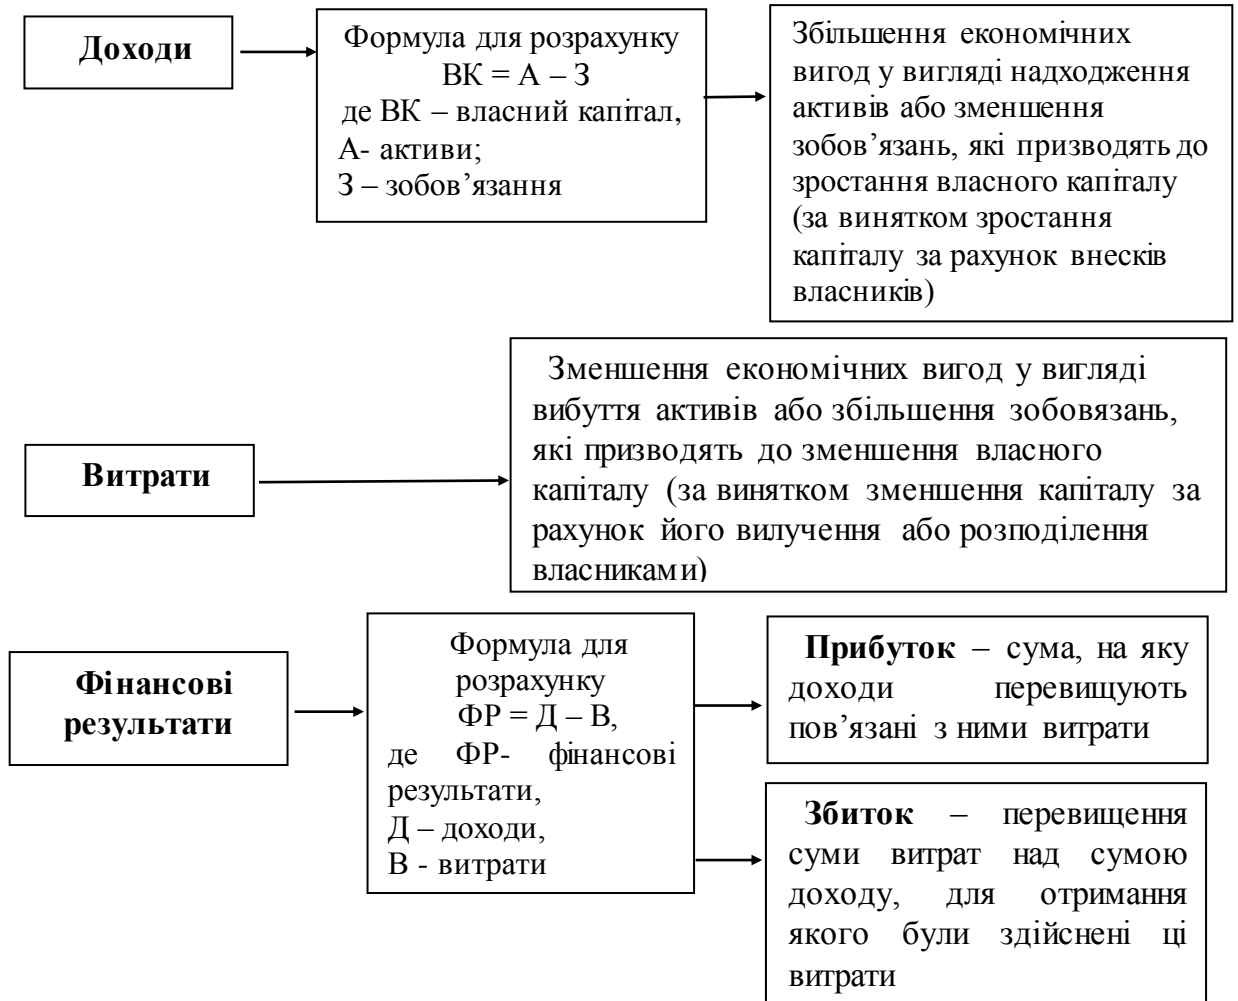 Доходи
Формула для розрахунку
ВК = А – З
де ВК – власний капітал,
А- активи;
З – зобов’язання
Збільшення економічних
вигод у вигляді надходження
активів або зменшення
зобов’язань, які призводять до
зростання власного капіталу
(за винятком зростання
капіталу за рахунок внесків
власників)
Витрати
Зменшення економічних вигод у вигляді
вибуття активів або збільшення зобовязань,
які призводять до зменшення власного
капіталу (за винятком зменшення капіталу за
рахунок його вилучення або розподілення
власниками)
Фінансові
результати
Формула для
розрахунку
ФР = Д – В,
де ФР- фінансові
результати,
Д – доходи,
В - витрати
Прибуток – сума, на яку
доходи перевищують
пов’язані з ними витрати
Збиток – перевищення
суми витрат над сумою
доходу, для отримання
якого були здійснені ці
витрати